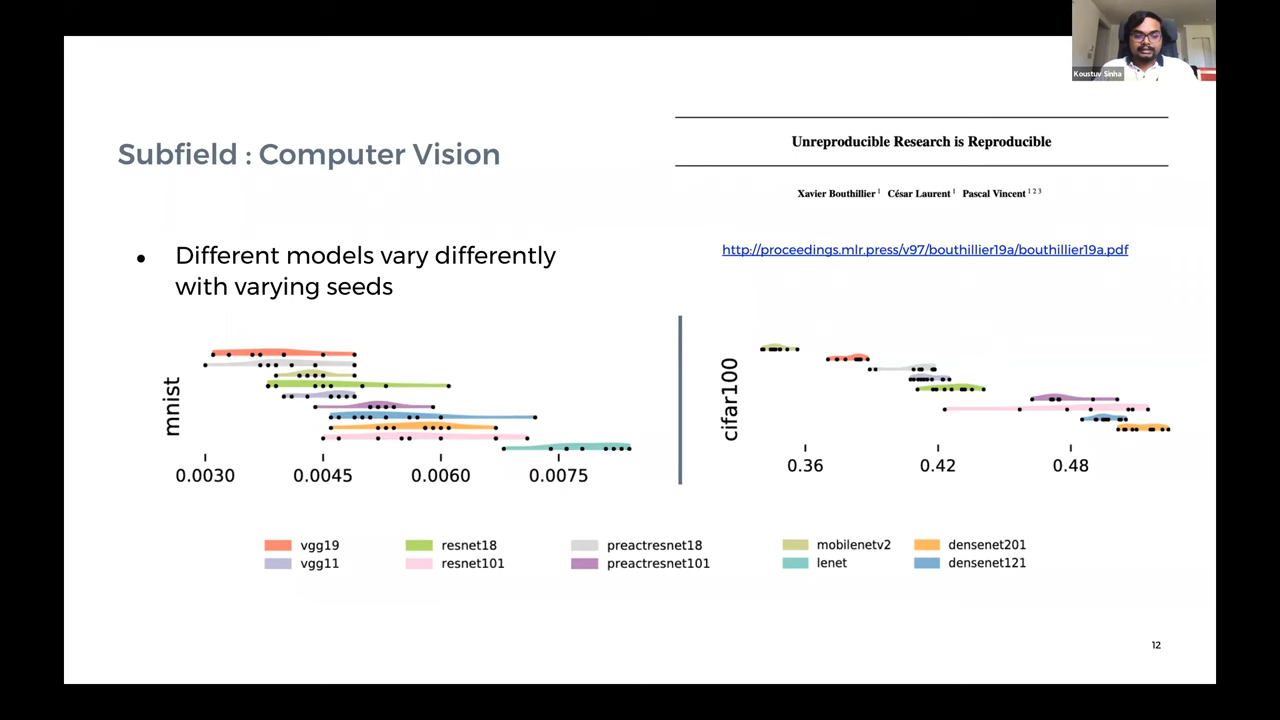 Koustuv Sinha
Subfield : Computer Vision
Unreproducible Research is Reproducible
Xavier Bouthillier 1 César Laurent 1 Pascal Vincent 1 2 3
http://proceedings.mlr.press/v97/bouthillier19a/bouthillier19a.pdf
• Different models vary differently
with varying seeds
mnist
0.0030 0.0045 0.0060 0.0075
cifar100
0.36 0.42 0.48
vgg19 resnet18 preactresnet18 mobilenetv2 densenet201
vgg11 resnet101 preactresnet101 lenet densenet121
12